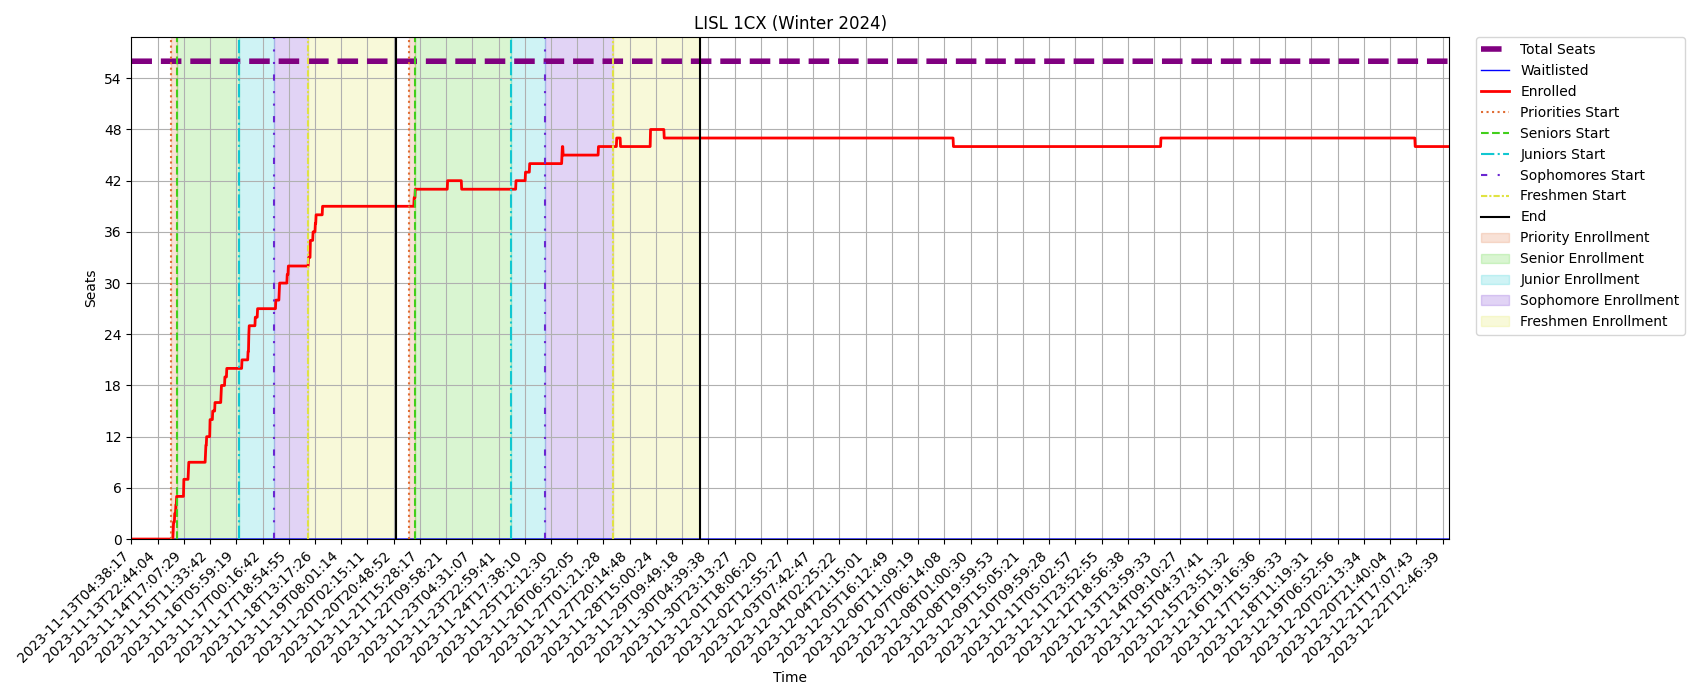 LISL 1CX (Winter 2024)
Seats
54
48
42
36
30
24
18
12
6
0
2023-11-13T04:38:17
2023-11-13T22:44:04
2023-11-14T17:07:29
2023-11-15T11:33:42
2023-11-16T05:59:19
2023-11-17T00:16:42
2023-11-17T18:54:55
2023-11-18T13:17:26
2023-11-19T08:01:14
2023-11-20T02:15:11
2023-11-20T20:48:52
2023-11-21T15:28:17
2023-11-22T09:58:21
2023-11-23T04:31:07
2023-11-23T22:59:41
2023-11-24T17:38:10
2023-11-25T12:12:30
2023-11-26T06:52:05
2023-11-27T01:21:28
2023-11-27T20:14:48
2023-11-28T15:00:24
2023-11-29T09:49:18
2023-11-30T04:39:38
2023-11-30T23:13:27
2023-12-01T18:06:20
2023-12-02T12:55:27
2023-12-03T07:42:47
2023-12-04T02:25:22
2023-12-04T21:15:01
2023-12-05T16:12:49
2023-12-06T11:09:19
2023-12-07T06:14:08
2023-12-08T01:00:30
2023-12-08T19:59:53
2023-12-09T15:05:21
2023-12-10T09:59:28
2023-12-11T05:02:57
2023-12-11T23:52:55
2023-12-12T18:56:38
2023-12-13T13:59:33
2023-12-14T09:10:27
2023-12-15T04:37:41
2023-12-15T23:51:32
2023-12-16T19:16:36
2023-12-17T15:36:33
2023-12-18T11:19:31
2023-12-19T06:52:56
2023-12-20T02:13:34
2023-12-20T21:40:04
2023-12-21T17:07:43
2023-12-22T12:46:39
Time
Total Seats
Waitlisted
Enrolled
Priorities Start
Seniors Start
Juniors Start
Sophomores Start
Freshmen Start
End
Priority Enrollment
Senior Enrollment
Junior Enrollment
Sophomore Enrollment
Freshmen Enrollment